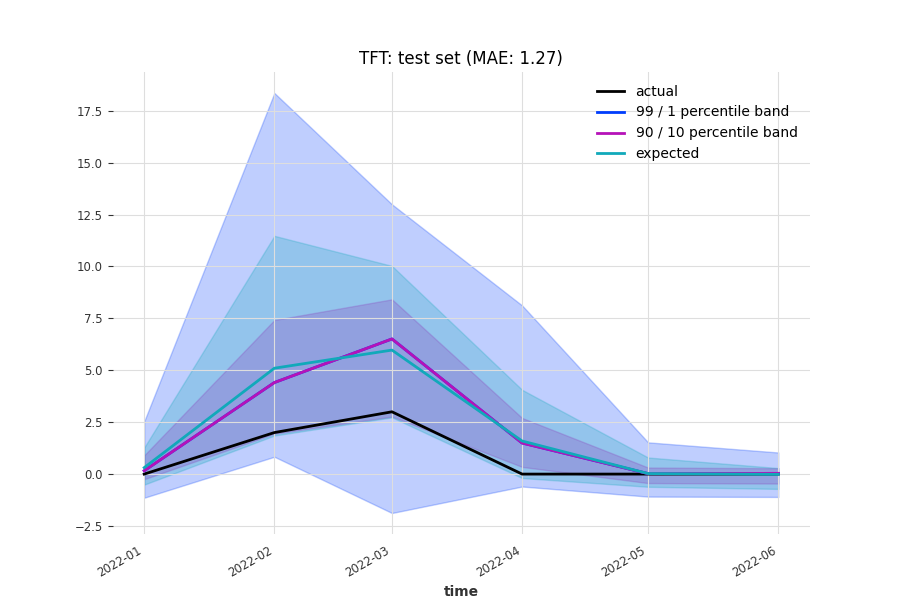 TFT: test set (MAE: 1.27)
actual
99 / 1 percentile band
90 / 10 percentile band
expected
17.5
15.0
12.5
10.0
7.5
5.0
2.5
0.0
−2.5
2022-01
2022-02
2022-03
2022-04
2022-05
2022-06
time